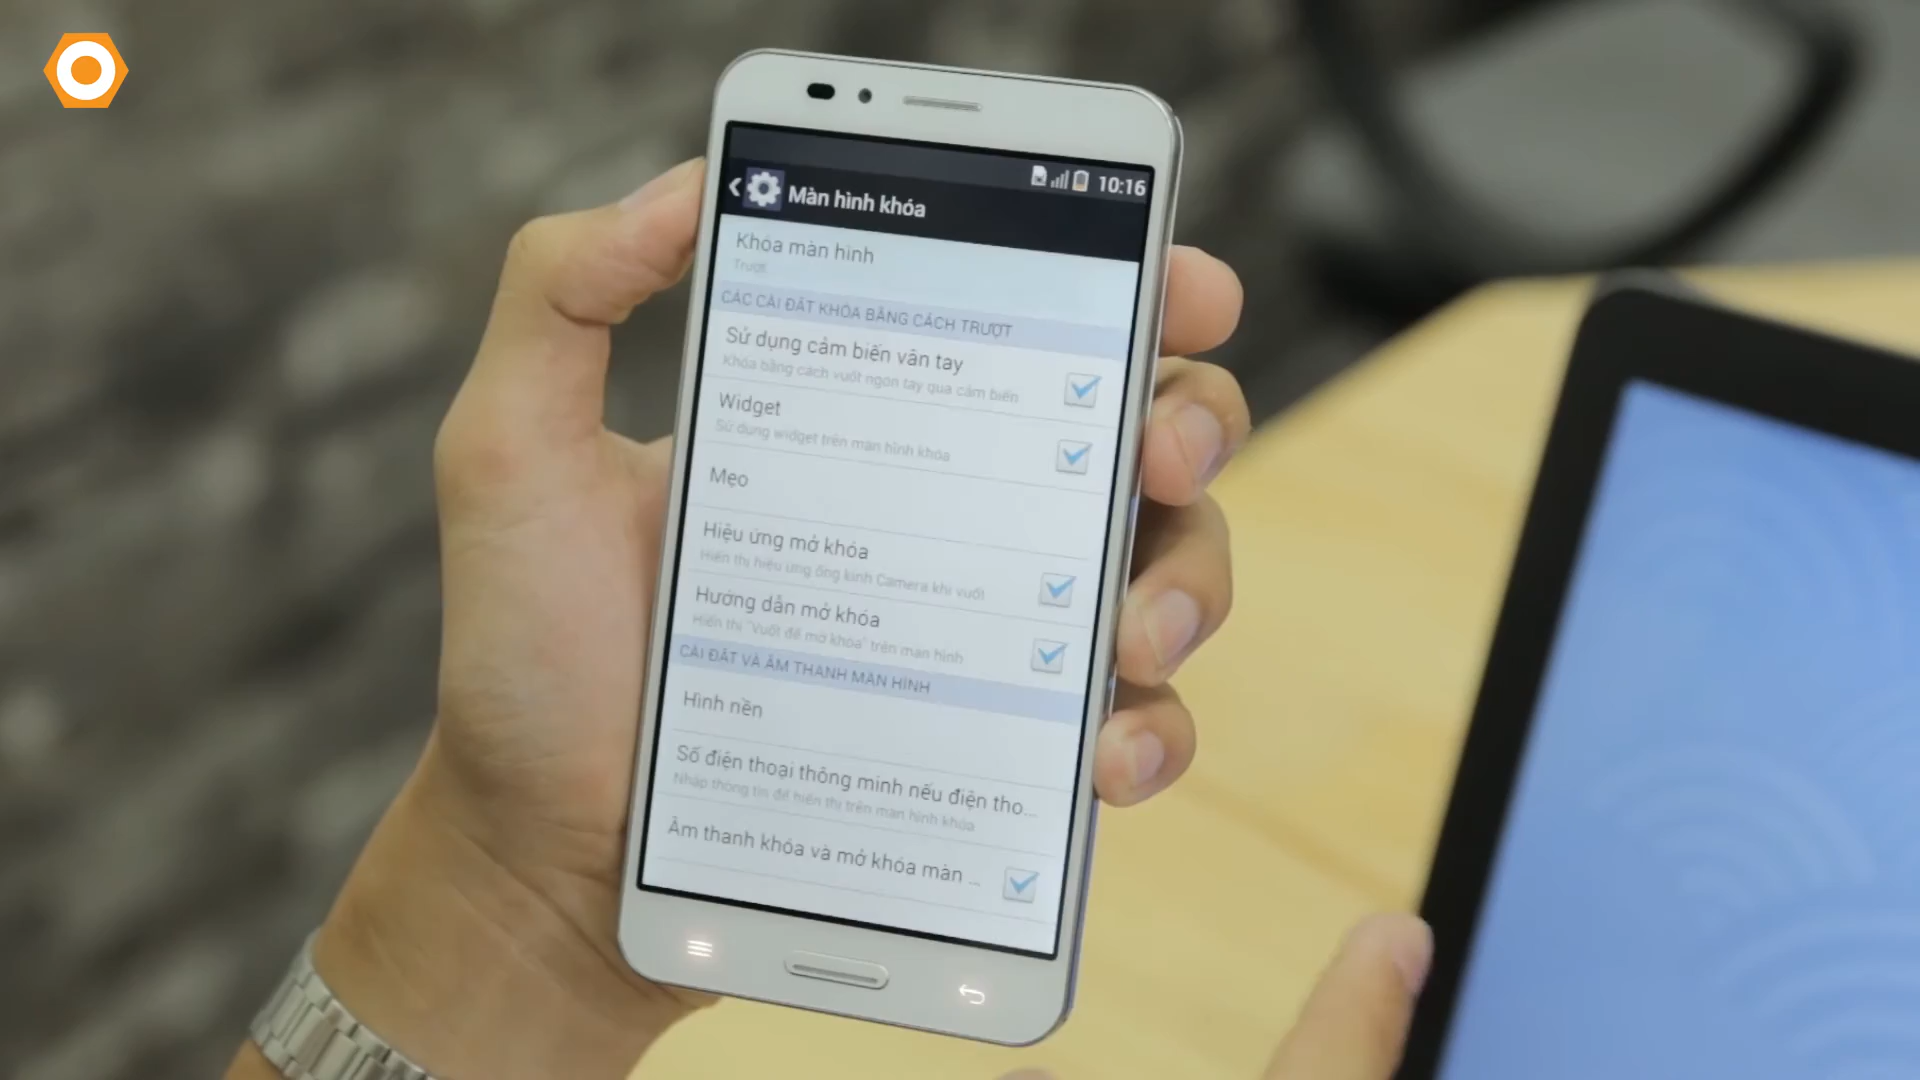 10:16
Màn hình khóa
Khóa màn hình
Trượt
CÁC CÀI ĐẶT KHÓA BẰNG CÁCH TRƯỢT
Sử dụng cảm biến vân tay
Khóa bằng cách vuốt ngón tay qua cảm biến
Widget
Sử dụng widget trên màn hình khóa
Mẹo
Hiệu ứng mở khóa
Hiển thị hiệu ứng ống kính Camera khi vuốt
Hướng dẫn mở khóa
Hiển thị "Vuốt để mở khóa" trên màn hình
CÀI ĐẶT VÀ ÂM THANH MÀN HÌNH
Hình nền
Số điện thoại thông minh nếu điện tho...
Nhập thông tin để hiển thị trên màn hình khóa
Âm thanh khóa và mở khóa màn ...